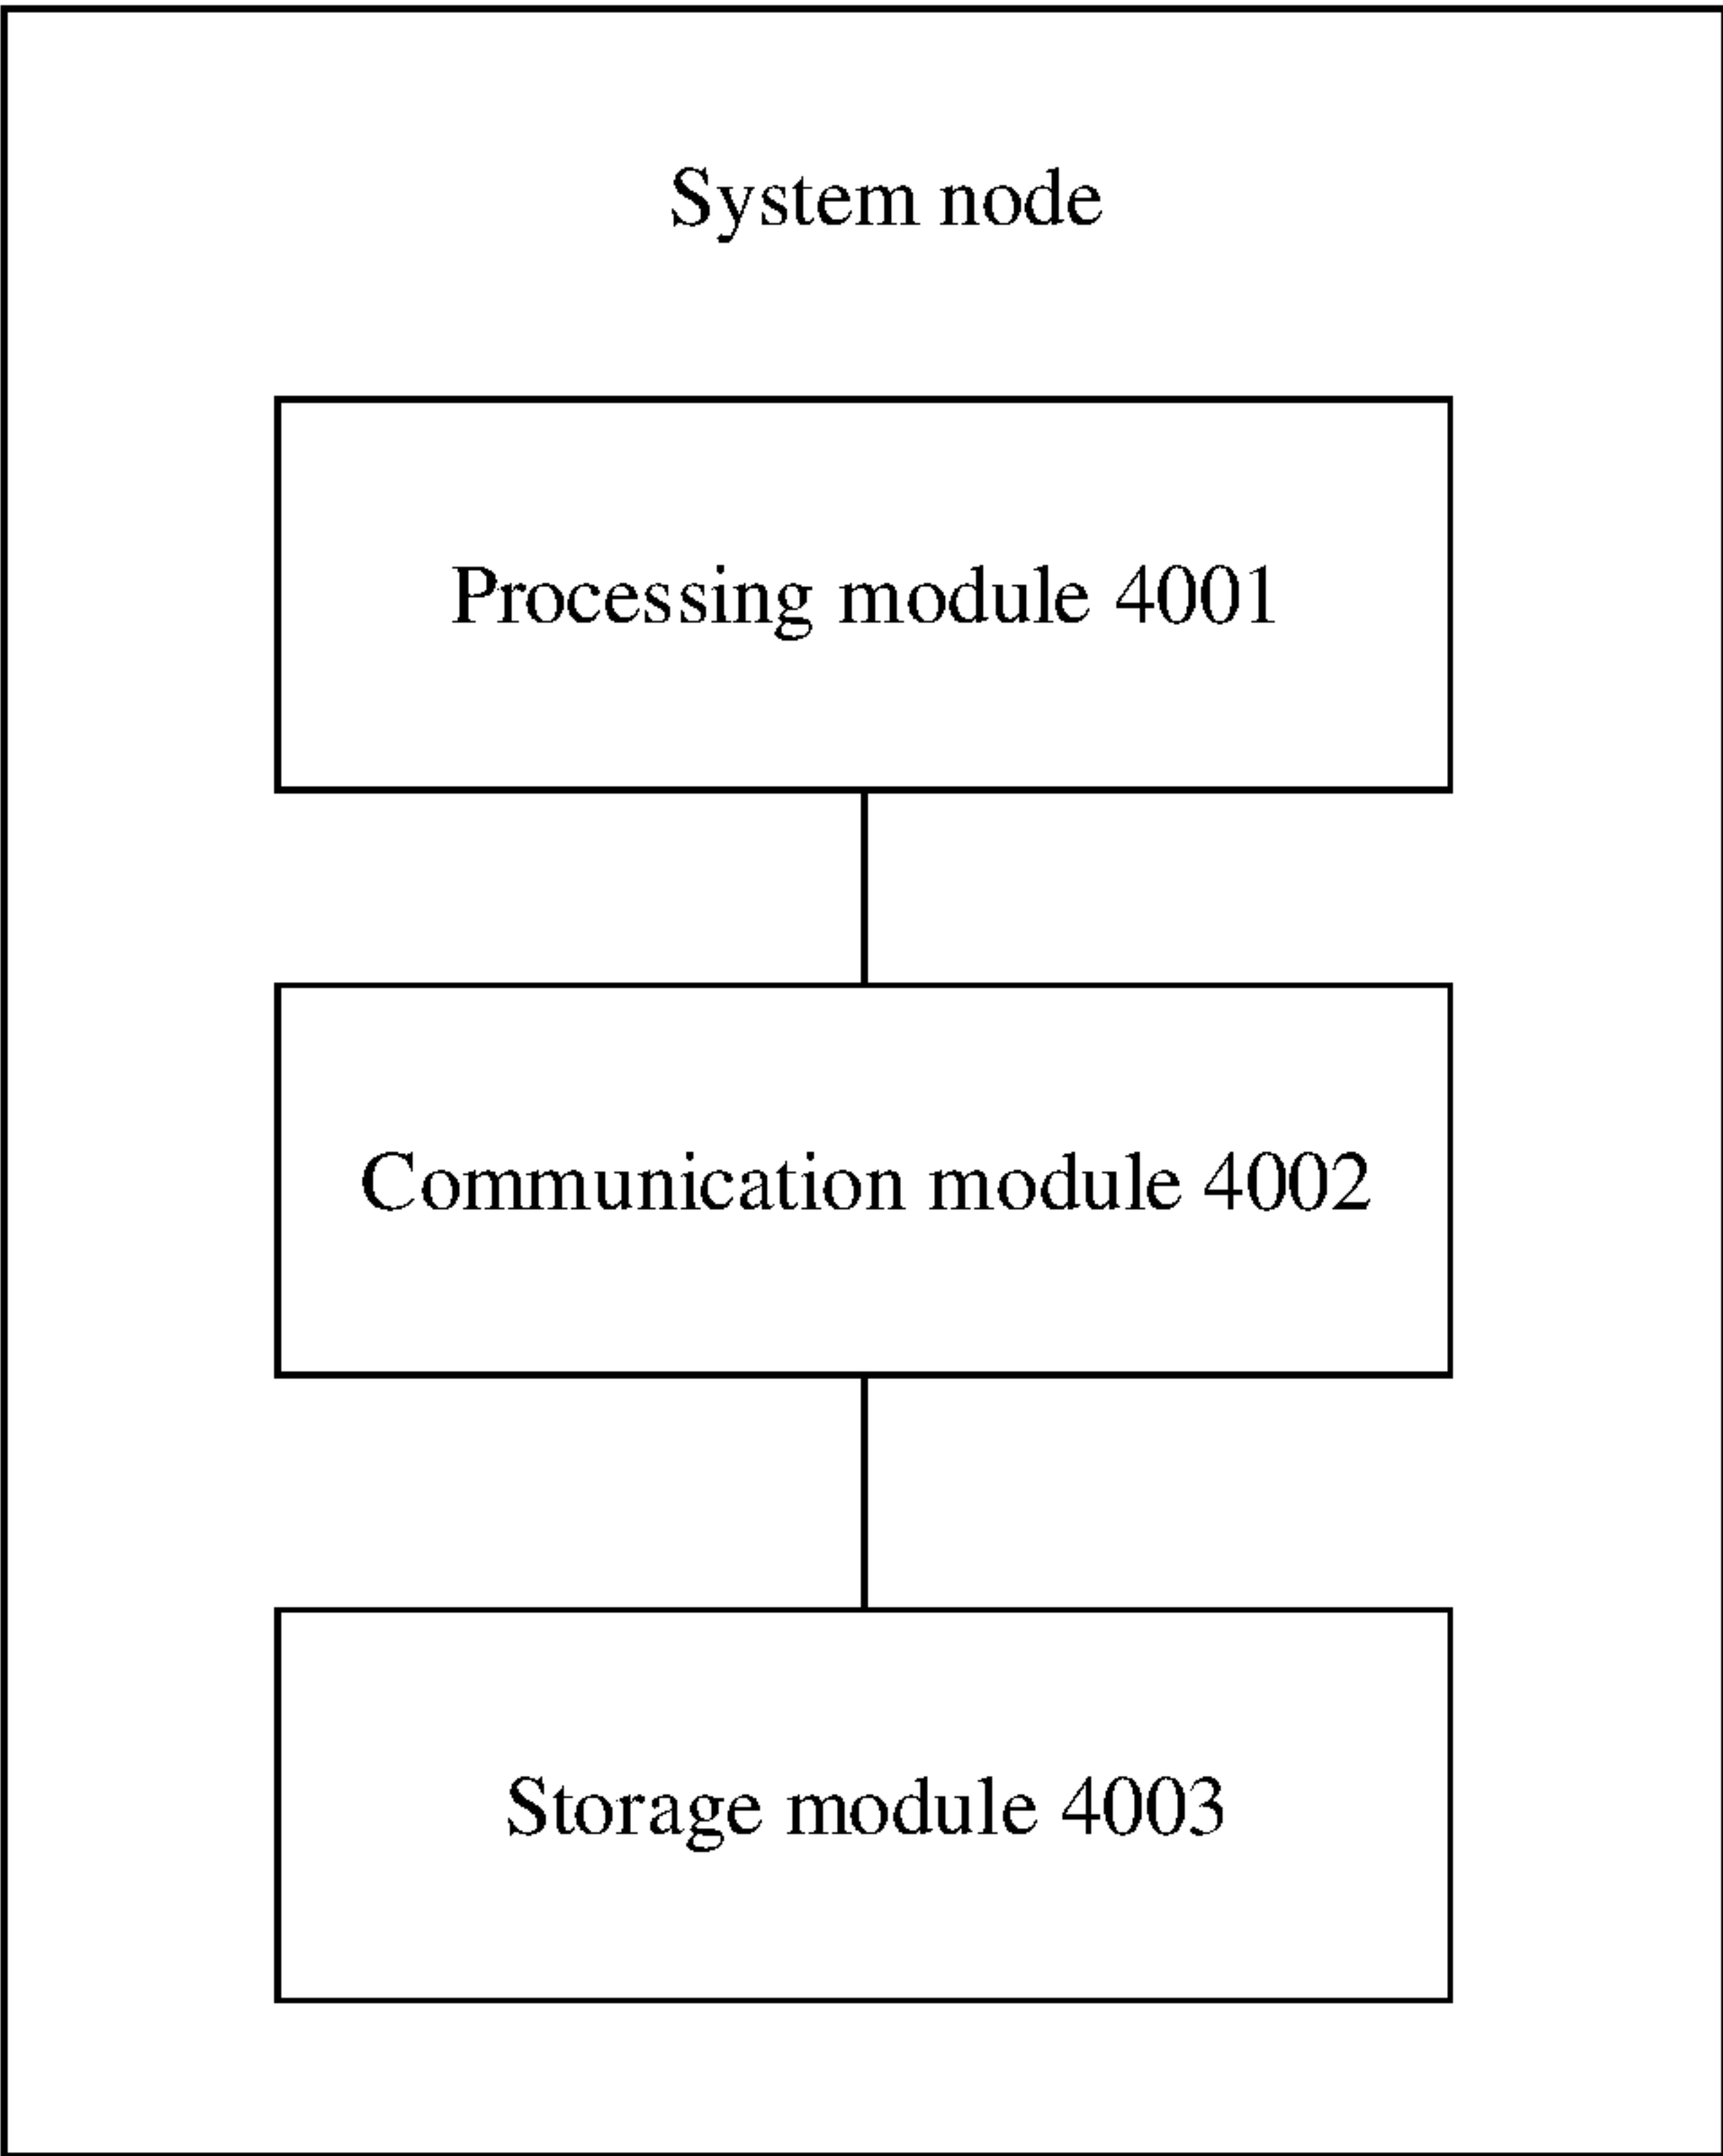 System node
Processing module 4001
Communication module 4002
Storage module 4003